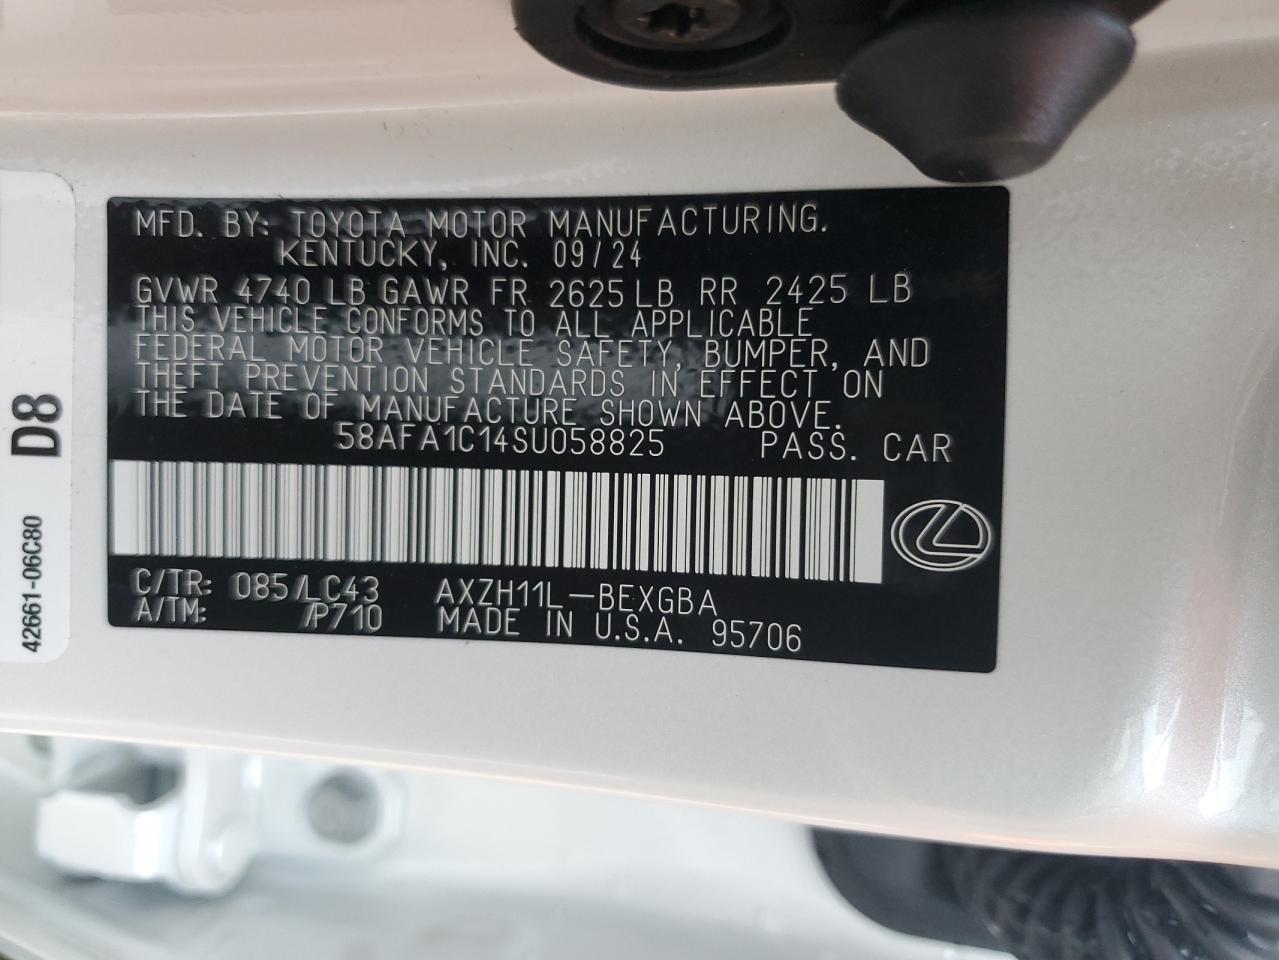 MFD. BY: TOYOTA MOTOR MANUFACTURING.
KENTUCKY, INC. 09/24
GVWR 4740 LB GAWR FR 2625 LB RR 2425 LB
THIS VEHICLE CONFORMS TO ALL APPLICABLE
FEDERAL MOTOR VEHICLE SAFETY, BUMPER, AND
THEFT PREVENTION STANDARDS IN EFFECT ON
THE DATE OF MANUFACTURE SHOWN ABOVE.
58AFA1C14SU058825 PASS. CAR
C/TR: 085/LC43 AXZH11L-BEXGBA
A/TM: /P710 MADE IN U.S.A. 95706
D8
42661-06C80